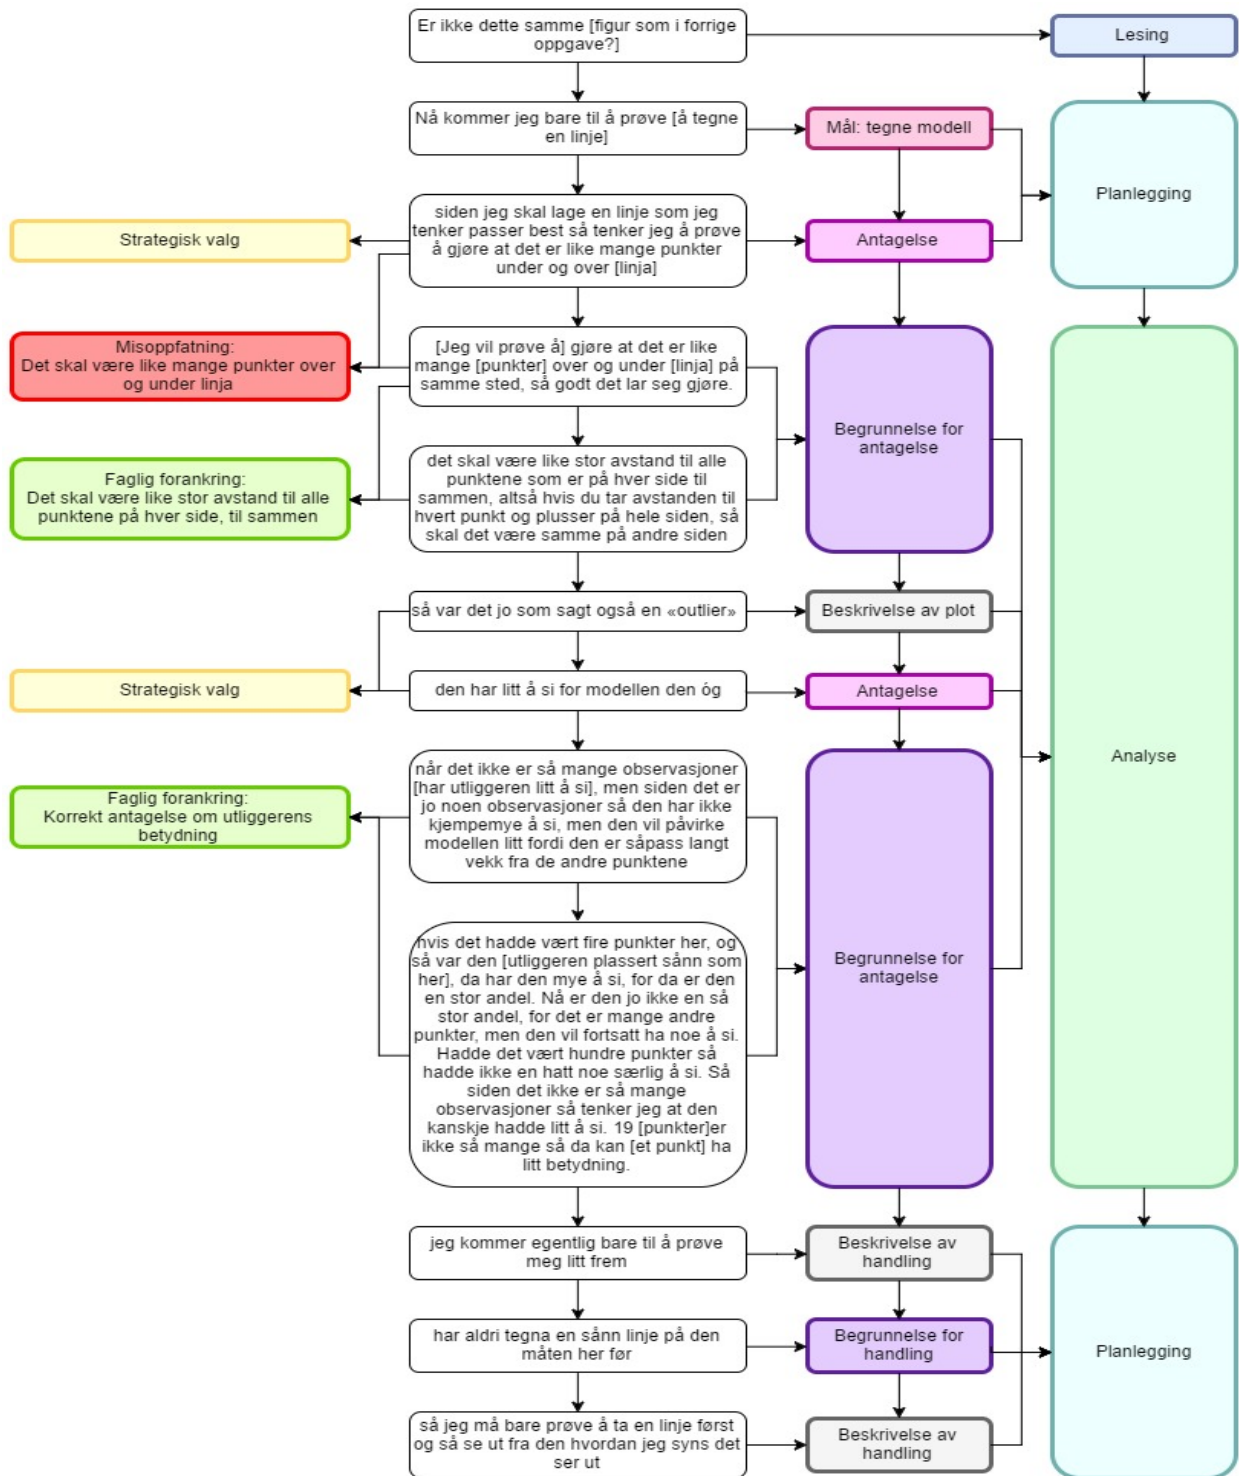 Er ikke dette samme [figur som i forrige
oppgave?]
Lesing
Nå kommer jeg bare til å prøve [å tegne
en linje]
Mål: tegne modell
Planlegging
siden jeg skal lage en linje som jeg
tenker passer best så tenker jeg å prøve
å gjøre at det er like mange punkter
under og over [linja]
Strategisk valg
Antagelse
Misoppfatning:
Det skal være like mange punkter over
og under linja
[Jeg vil prøve å] gjøre at det er like
mange [punkter] over og under [linja] på
samme sted, så godt det lar seg gjøre.
Begrunnelse for
antagelse
Faglig forankring:
Det skal være like stor avstand til alle
punktene på hver side, til sammen
det skal være like stor avstand til alle
punktene som er på hver side til
sammen, altså hvis du tar avstanden til
hvert punkt og plusser på hele siden, så
skal det være samme på andre siden
så var det jo som sagt også en «outlier»
Beskrivelse av plot
Strategisk valg
den har litt å si for modellen den óg
Antagelse
Analyse
Faglig forankring:
Korrekt antagelse om utliggerens
betydning
når det ikke er så mange observasjoner
[har utliggeren litt å si], men siden det er
jo noen observasjoner så den har ikke
kjempemye å si, men den vil påvirke
modellen litt fordi den er såpass langt
vekk fra de andre punktene
hvis det hadde vært fire punkter her, og
så var den [utliggeren plassert sånn som
her], da har den mye å si, for da er den
en stor andel. Nå er den jo ikke en så
stor andel, for det er mange andre
punkter, men den vil fortsatt ha noe å si.
Hadde det vært hundre punkter så
hadde ikke en hatt noe særlig å si. Så
siden det ikke er så mange
observasjoner så tenker jeg at den
kanskje hadde litt å si. 19 [punkter]er
ikke så mange så da kan [et punkt] ha
litt betydning.
Begrunnelse for
antagelse
jeg kommer egentlig bare til å prøve
meg litt frem
Beskrivelse av
handling
har aldri tegna en sånn linje på den
måten her før
Begrunnelse for
handling
Planlegging
så jeg må bare prøve å ta en linje først
og så se ut fra den hvordan jeg syns det
ser ut
Beskrivelse av
handling